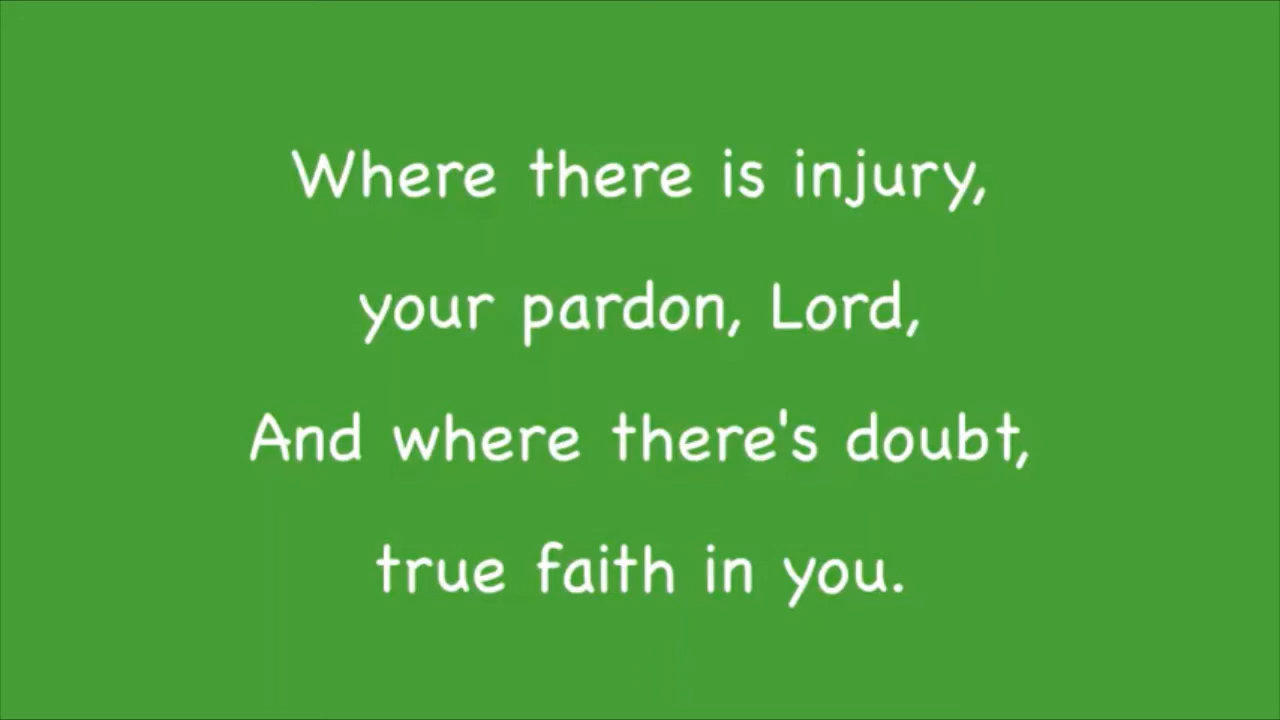 Where there is injury,
your pardon, Lord,
And where there's doubt,
true faith in you.